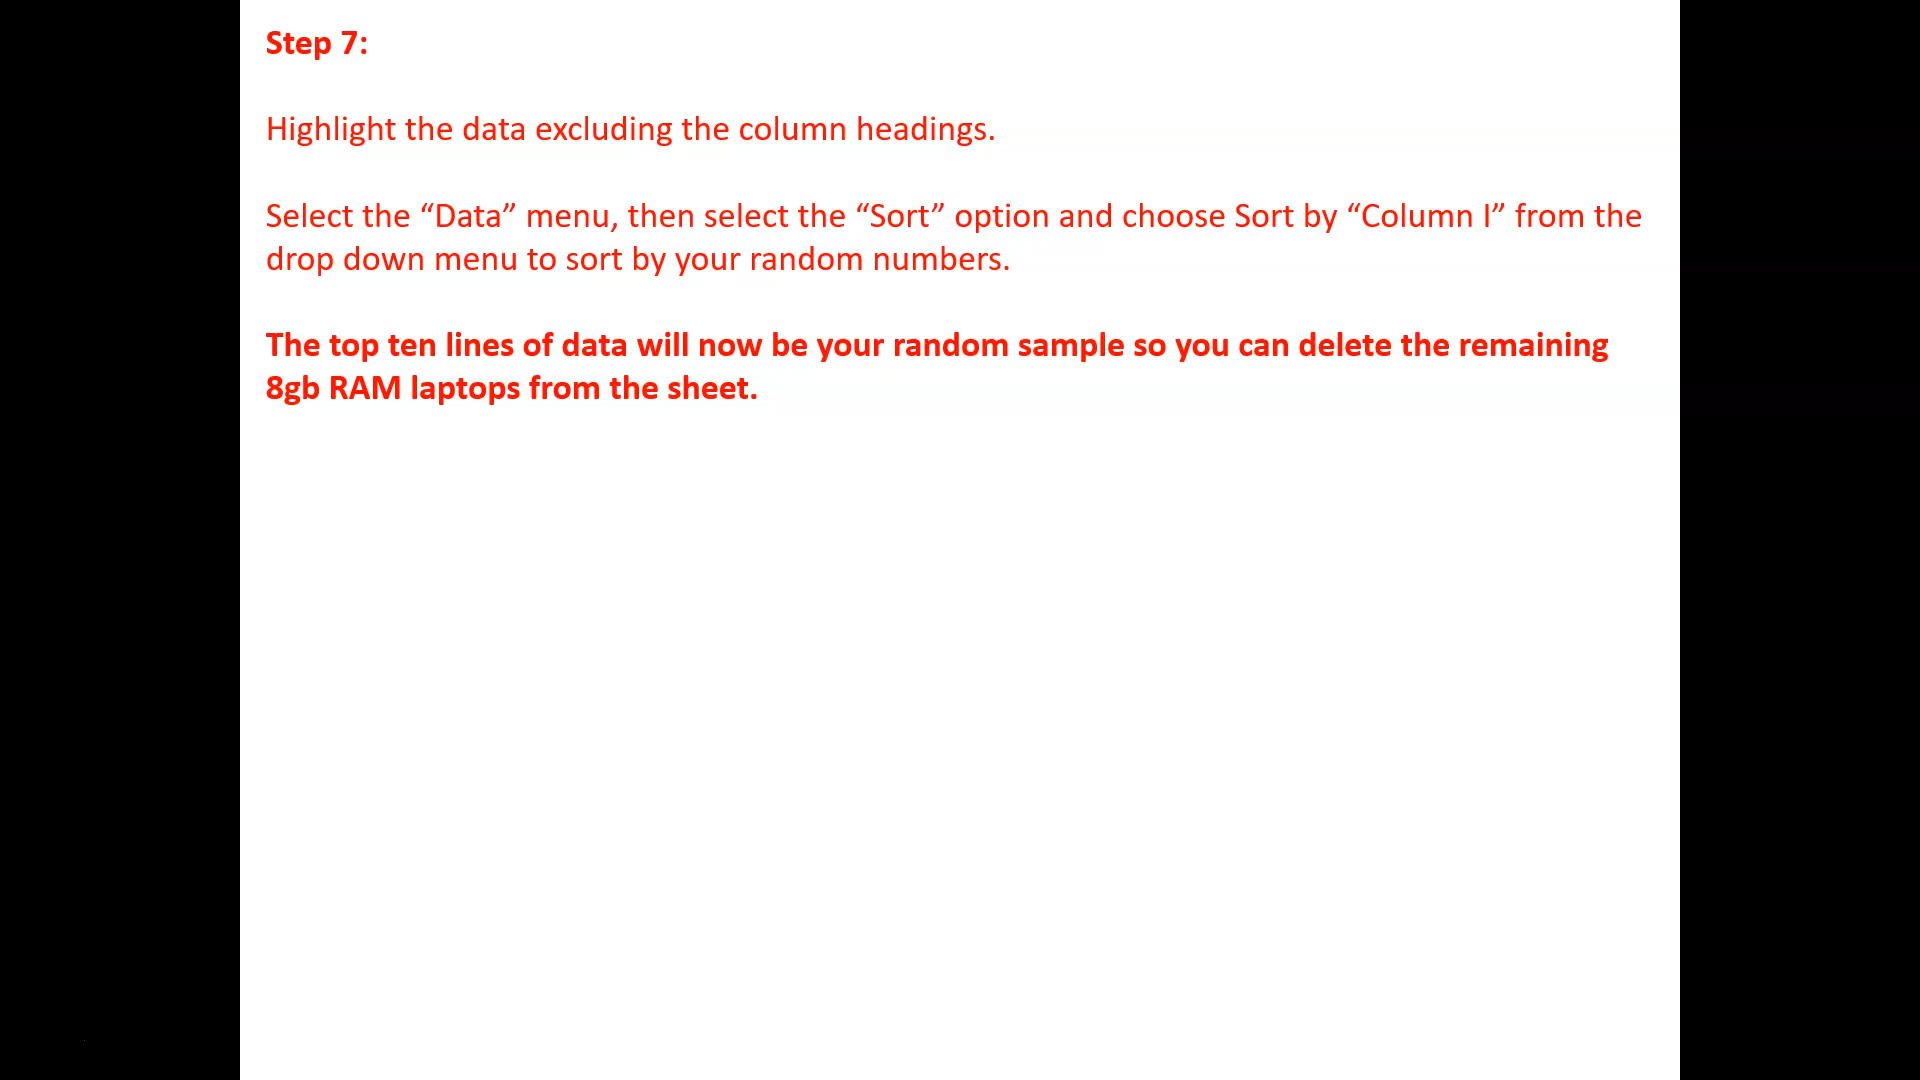 Step 7:
Highlight the data excluding the column headings.
Select the “Data” menu, then select the “Sort” option and choose Sort by “Column I” from the
drop down menu to sort by your random numbers.
The top ten lines of data will now be your random sample so you can delete the remaining
8gb RAM laptops from the sheet.